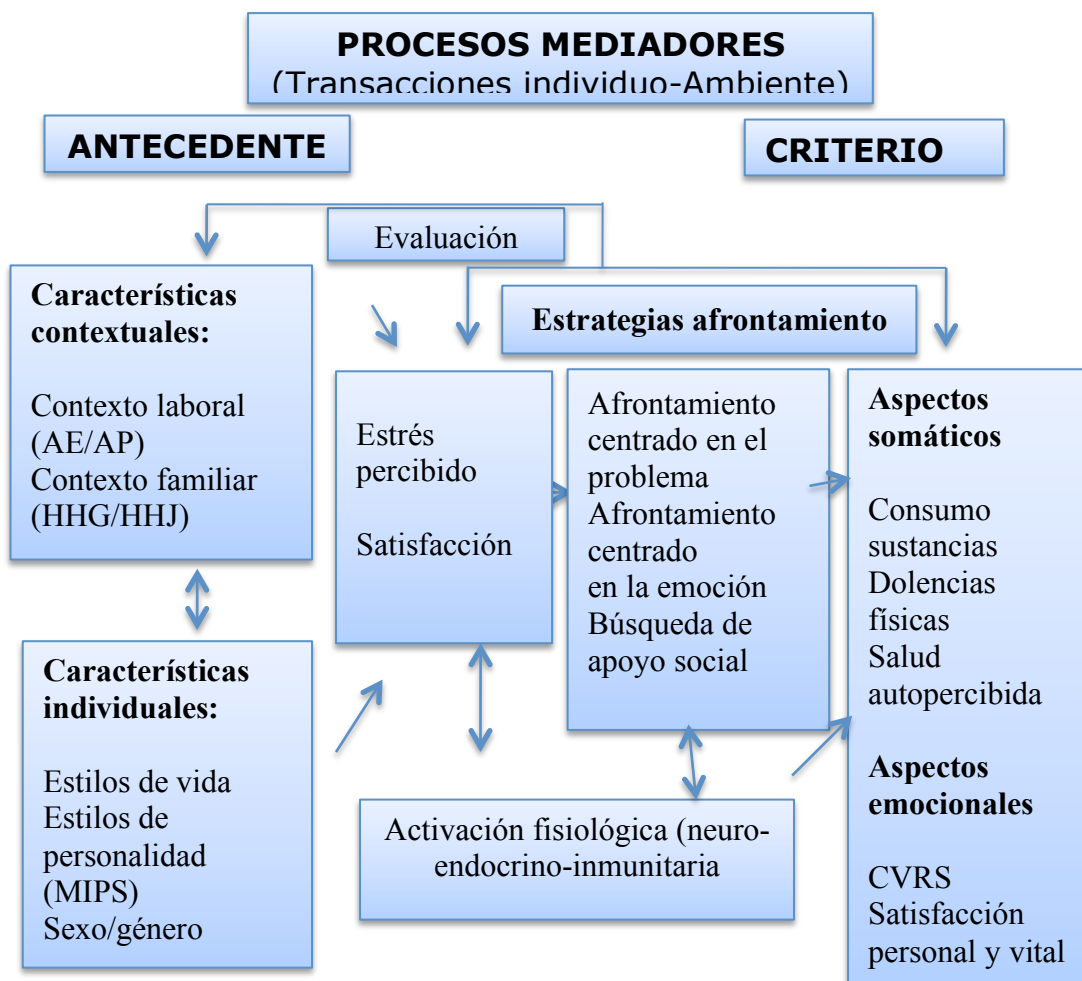 PROCESOS MEDIADORES
(Transacciones individuo-Ambiente)
ANTECEDENTE
CRITERIO
Evaluación
Características
contextuales:
Contexto laboral
(AE/AP)
Contexto familiar
(HHG/HHJ)
Características
individuales:
Estilos de vida
Estilos de
personalidad
(MIPS)
Sexo/género
Estrés
percibido
Satisfacción
Estrategias afrontamiento
Afrontamiento
centrado en el
problema
Afrontamiento
centrado
en la emoción
Búsqueda de
apoyo social
Activación fisiológica (neuro-
endocrino-inmunitaria
Aspectos
somáticos
Consumo
sustancias
Dolencias
físicas
Salud
autopercibida
Aspectos
emocionales
CVRS
Satisfacción
personal y vital